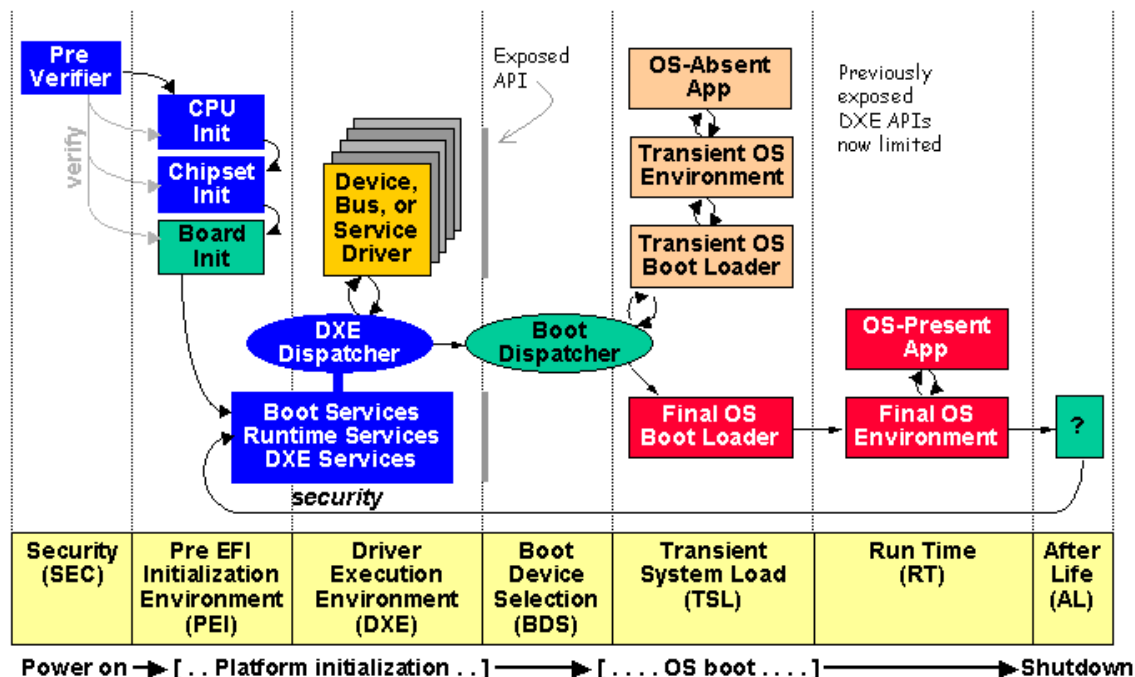 Pre
Verifier
verify
CPU
Init
Chipset
Init
Board
Init
Device,
Bus, or
Service
Driver
Exposed
API
OS-Absent
App
Transient OS
Environment
Transient OS
Boot Loader
Previously
exposed
DXE APIs
now limited
DXE
Dispatcher
Boot
Dispatcher
OS-Present
App
Boot Services
Runtime Services
DXE Services
Final OS
Boot Loader
Final OS
Environment
?
security
Security
(SEC)
Pre EFI
Initialization
Environment
(PEI)
Driver
Execution
Environment
(DXE)
Boot
Device
Selection
(BDS)
Transient
System Load
(TSL)
Run Time
(RT)
After
Life
(AL)
Power on [ . . Platform initialization . . ] [ . . . . OS boot . . . . ] Shutdown